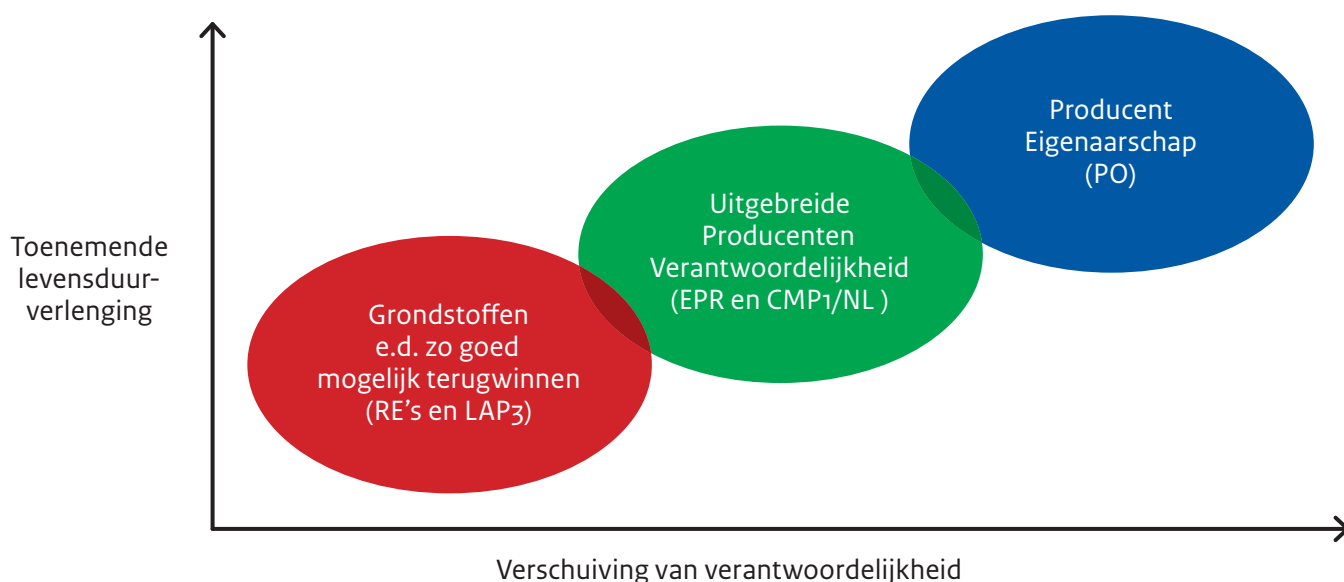 Toenemende
levensduur-
verlenging
Grondstoffen
e.d. zo goed
mogelijk terugwinnen
(RE's en LAP3)
Uitgebreide
Producenten
Verantwoordelijkheid
(EPR en CMP1/NL )
Producent
Eigenaarschap
(PO)
Verschuiving van verantwoordelijkheid